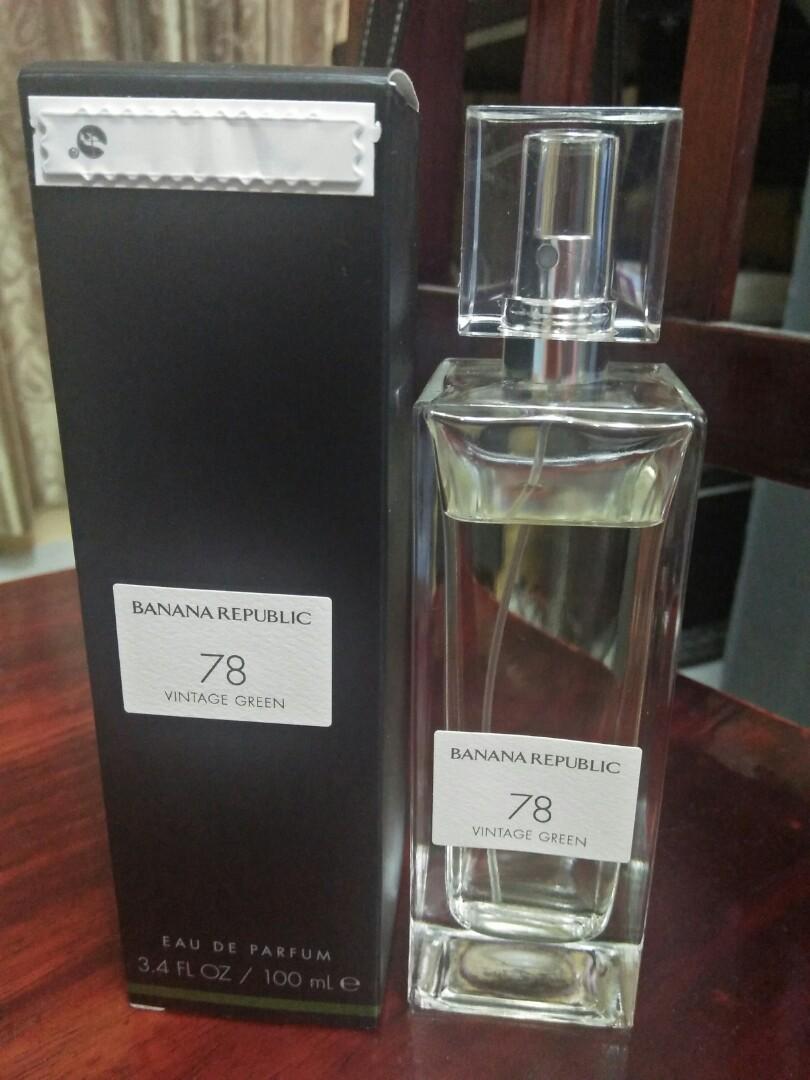 BANANA REPUBLIC
78
VINTAGE GREEN
EAU DE PARFUM
3.4 FL OZ / 100 mL ℮
BANANA REPUBLIC
78
VINTAGE GREEN